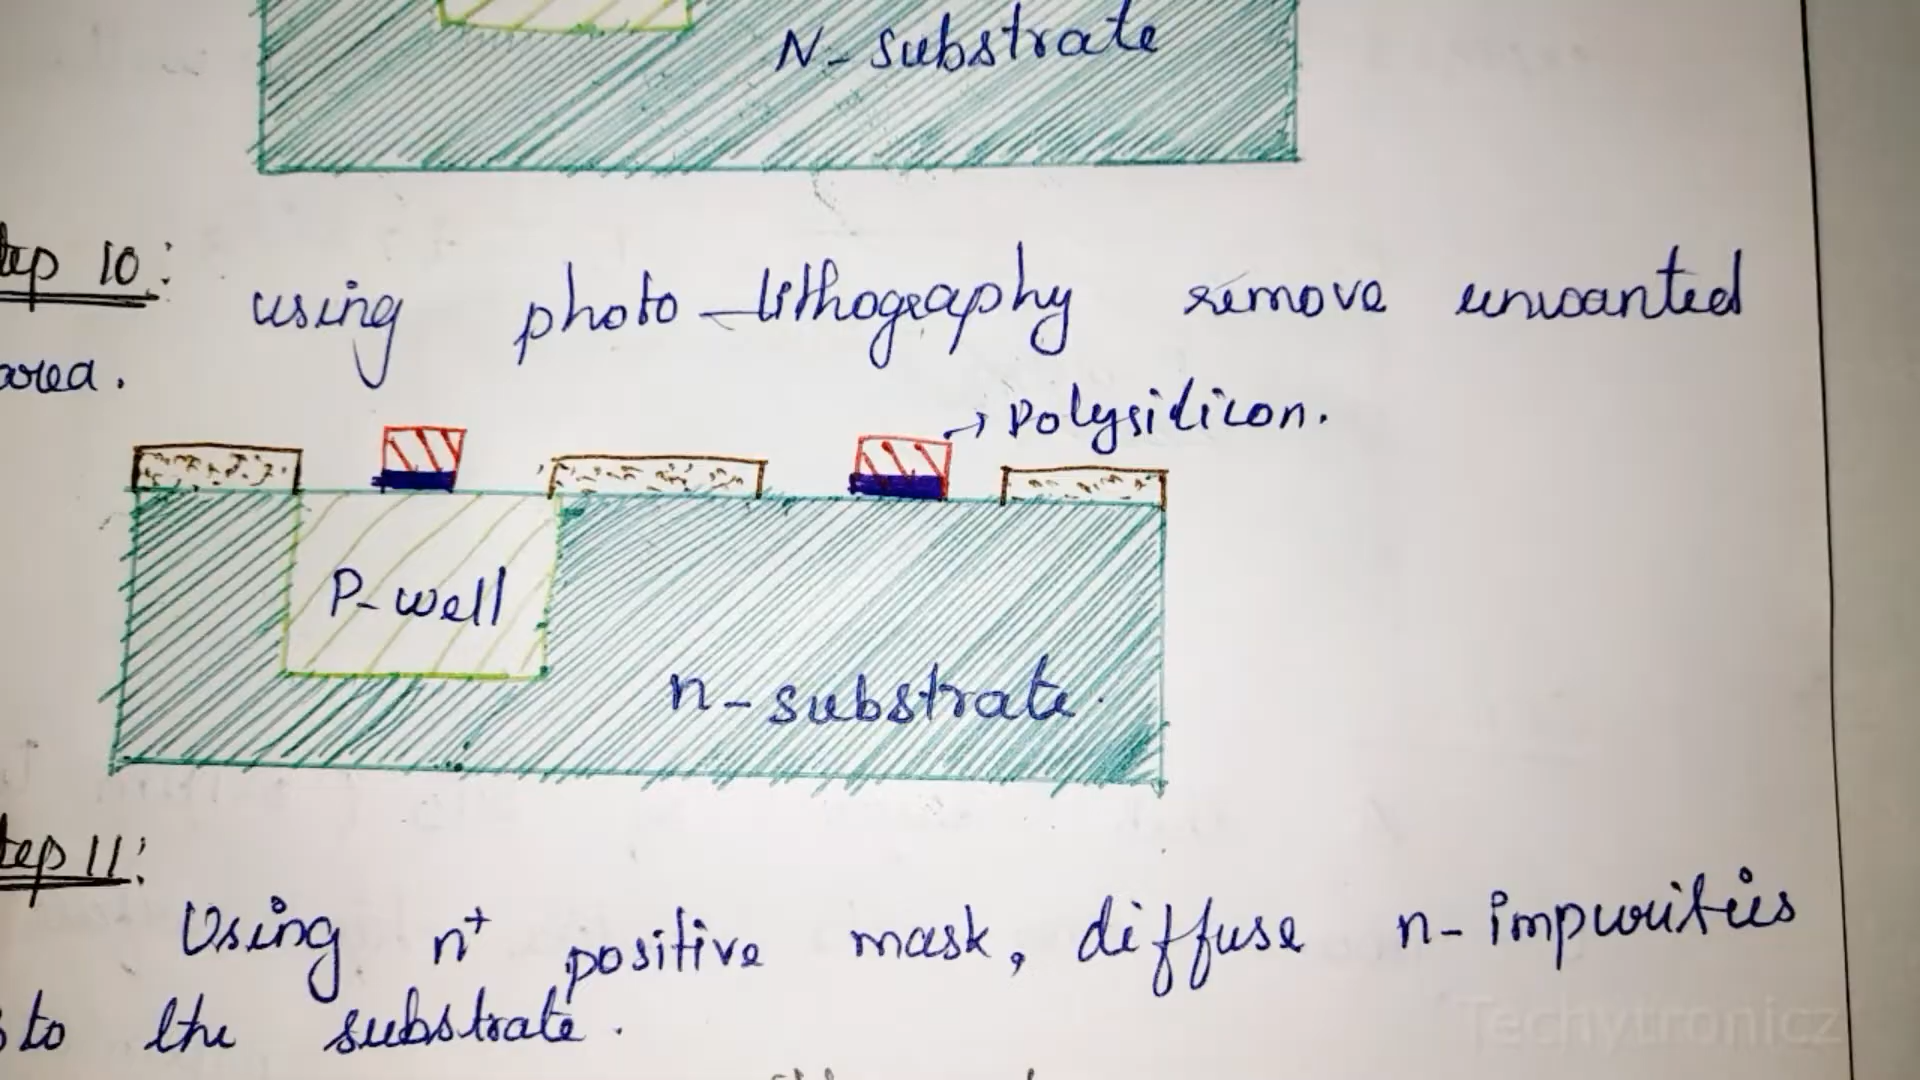 N-substrate
tep 10:
using photo-lithography remove unwanted
area.
→ Polysilicon.
P-well
n-substrate.
tep 11:
Using n+ positive mask, diffuse n-impurities
to the substrate.
Techytronicz